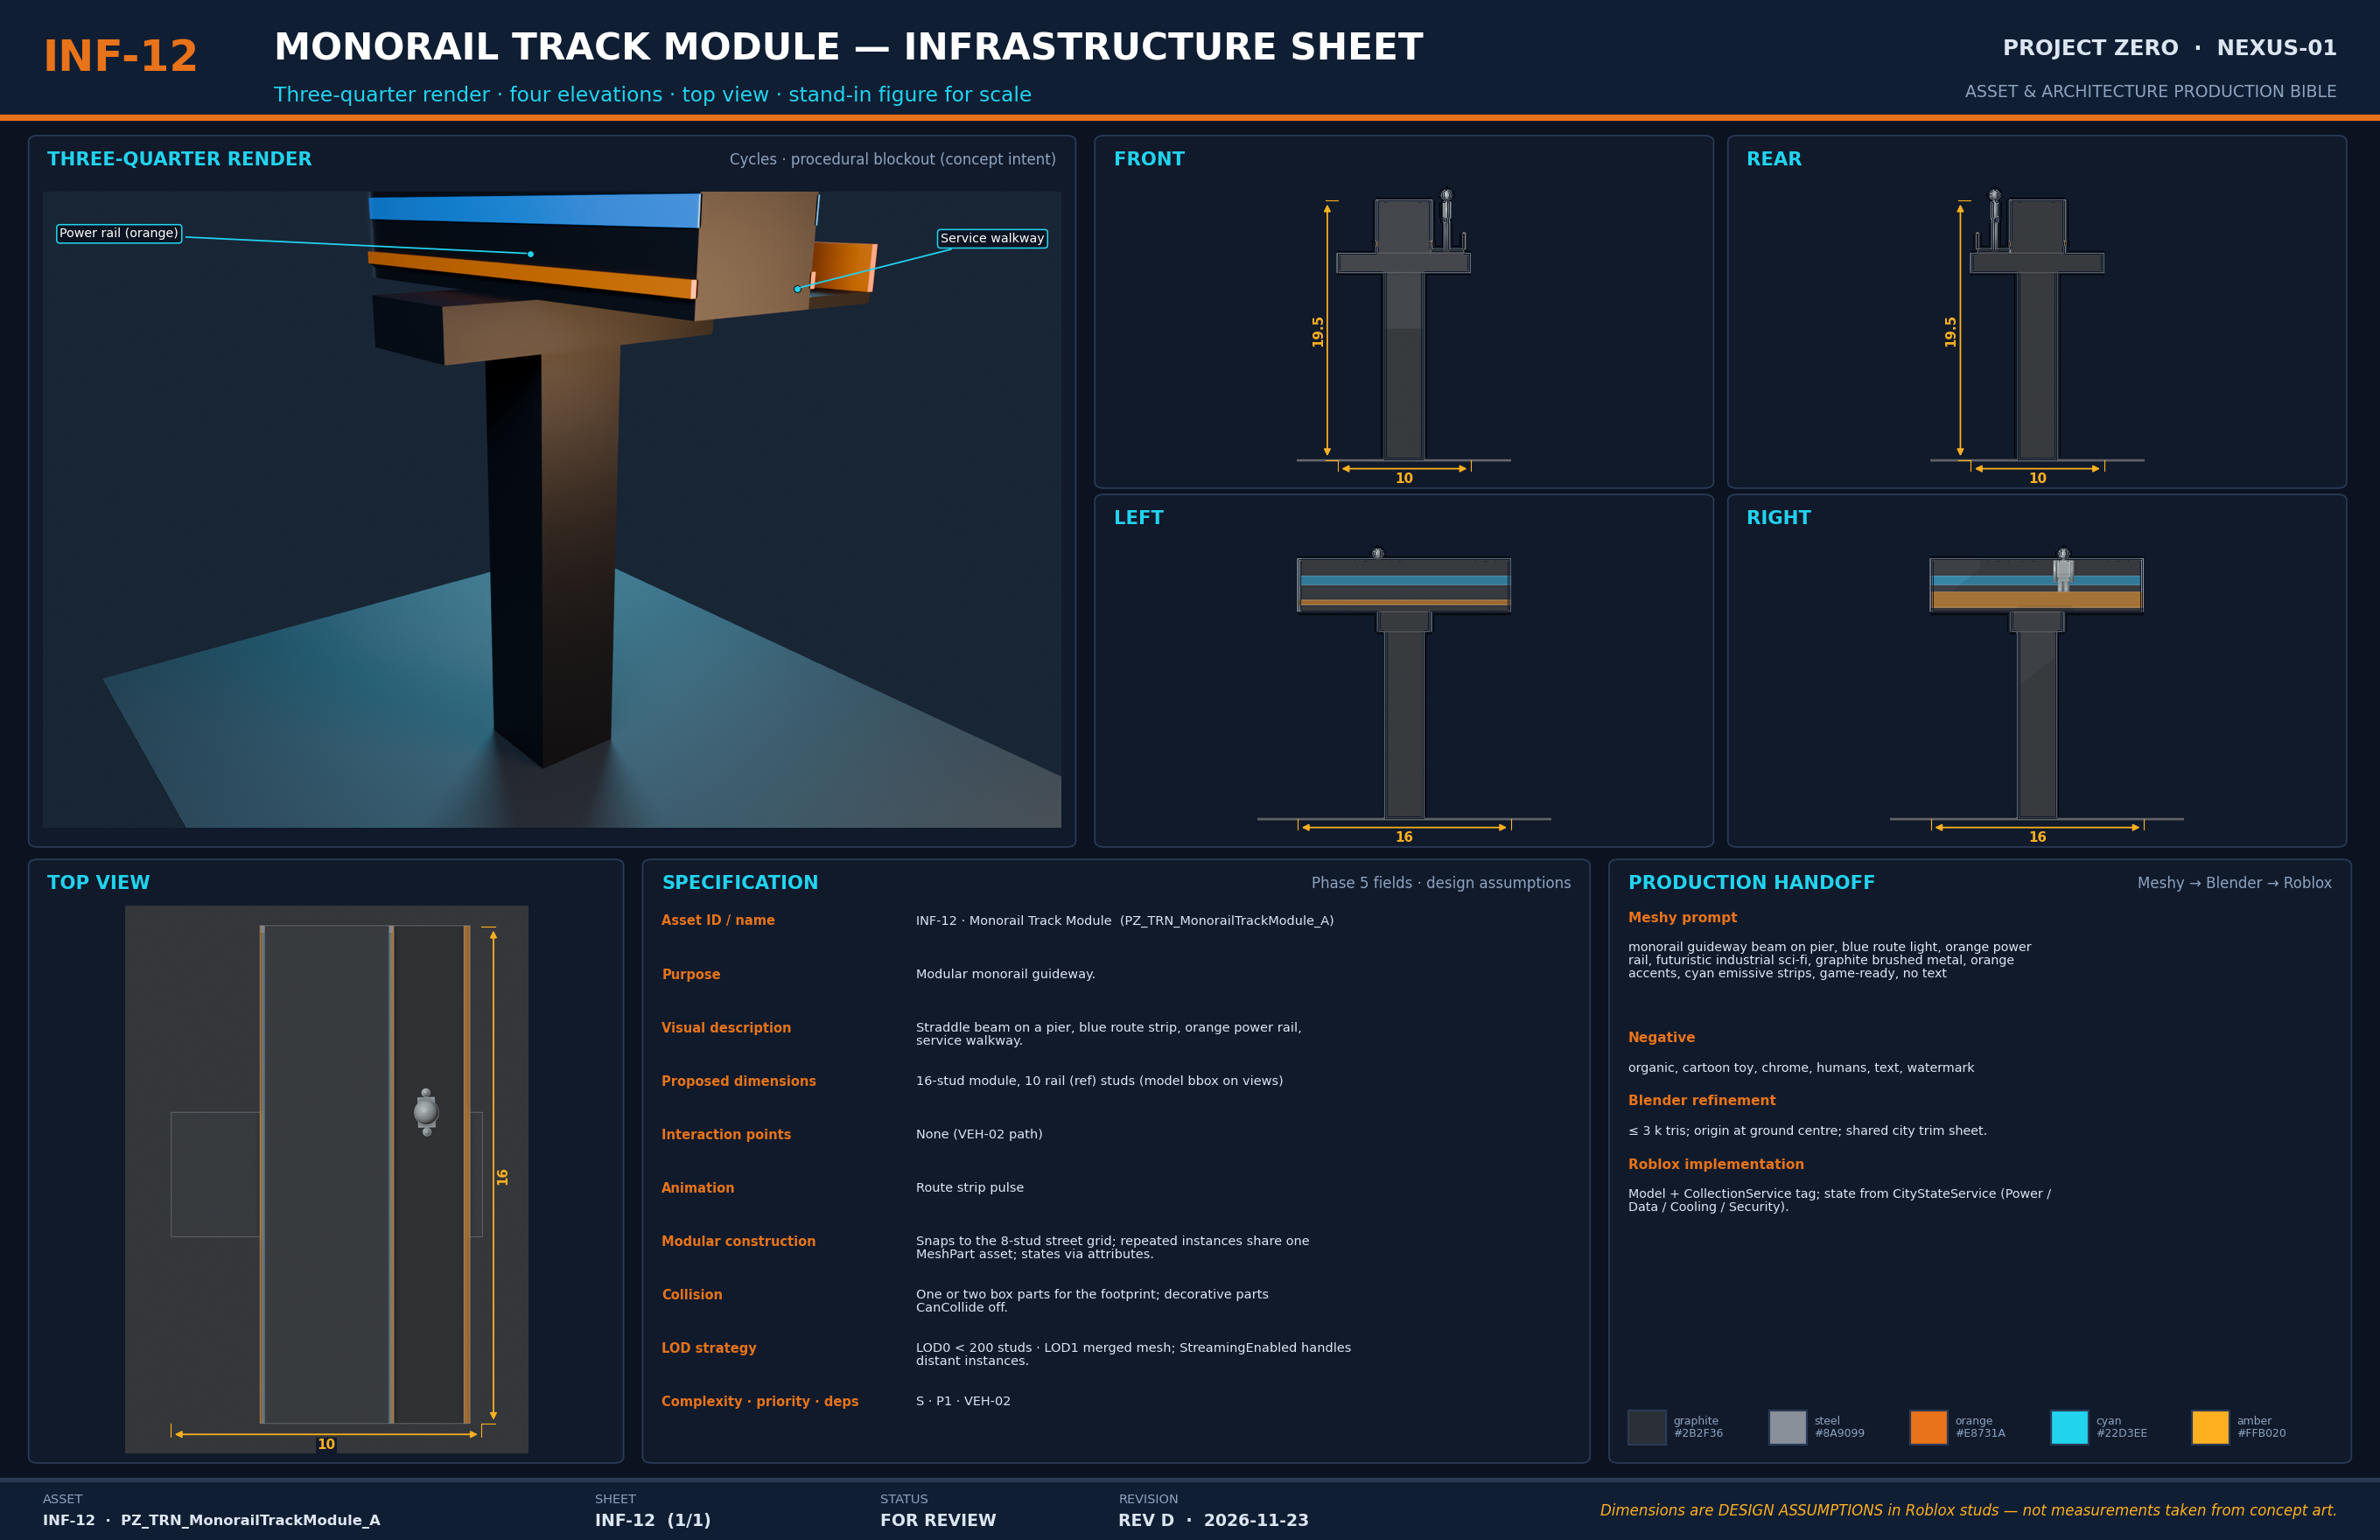 INF-12
MONORAIL TRACK MODULE — INFRASTRUCTURE SHEET
Three-quarter render · four elevations · top view · stand-in figure for scale
PROJECT ZERO · NEXUS-01
ASSET & ARCHITECTURE PRODUCTION BIBLE
THREE-QUARTER RENDER
Cycles · procedural blockout (concept intent)
Power rail (orange)
Service walkway
FRONT
19.5
10
REAR
19.5
10
LEFT
16
RIGHT
16
TOP VIEW
16
10
SPECIFICATION
Phase 5 fields · design assumptions
Asset ID / name
INF-12 · Monorail Track Module (PZ_TRN_MonorailTrackModule_A)
Purpose
Modular monorail guideway.
Visual description
Straddle beam on a pier, blue route strip, orange power rail,
service walkway.
Proposed dimensions
16-stud module, 10 rail (ref) studs (model bbox on views)
Interaction points
None (VEH-02 path)
Animation
Route strip pulse
Modular construction
Snaps to the 8-stud street grid; repeated instances share one
MeshPart asset; states via attributes.
Collision
One or two box parts for the footprint; decorative parts
CanCollide off.
LOD strategy
LOD0 < 200 studs · LOD1 merged mesh; StreamingEnabled handles
distant instances.
Complexity · priority · deps
S · P1 · VEH-02
PRODUCTION HANDOFF
Meshy → Blender → Roblox
Meshy prompt
monorail guideway beam on pier, blue route light, orange power
rail, futuristic industrial sci-fi, graphite brushed metal, orange
accents, cyan emissive strips, game-ready, no text
Negative
organic, cartoon toy, chrome, humans, text, watermark
Blender refinement
≤ 3 k tris; origin at ground centre; shared city trim sheet.
Roblox implementation
Model + CollectionService tag; state from CityStateService (Power /
Data / Cooling / Security).
graphite
#2B2F36
steel
#8A9099
orange
#E8731A
cyan
#22D3EE
amber
#FFB020
ASSET
INF-12 · PZ_TRN_MonorailTrackModule_A
SHEET
INF-12 (1/1)
STATUS
FOR REVIEW
REVISION
REV D · 2026-11-23
Dimensions are DESIGN ASSUMPTIONS in Roblox studs — not measurements taken from concept art.